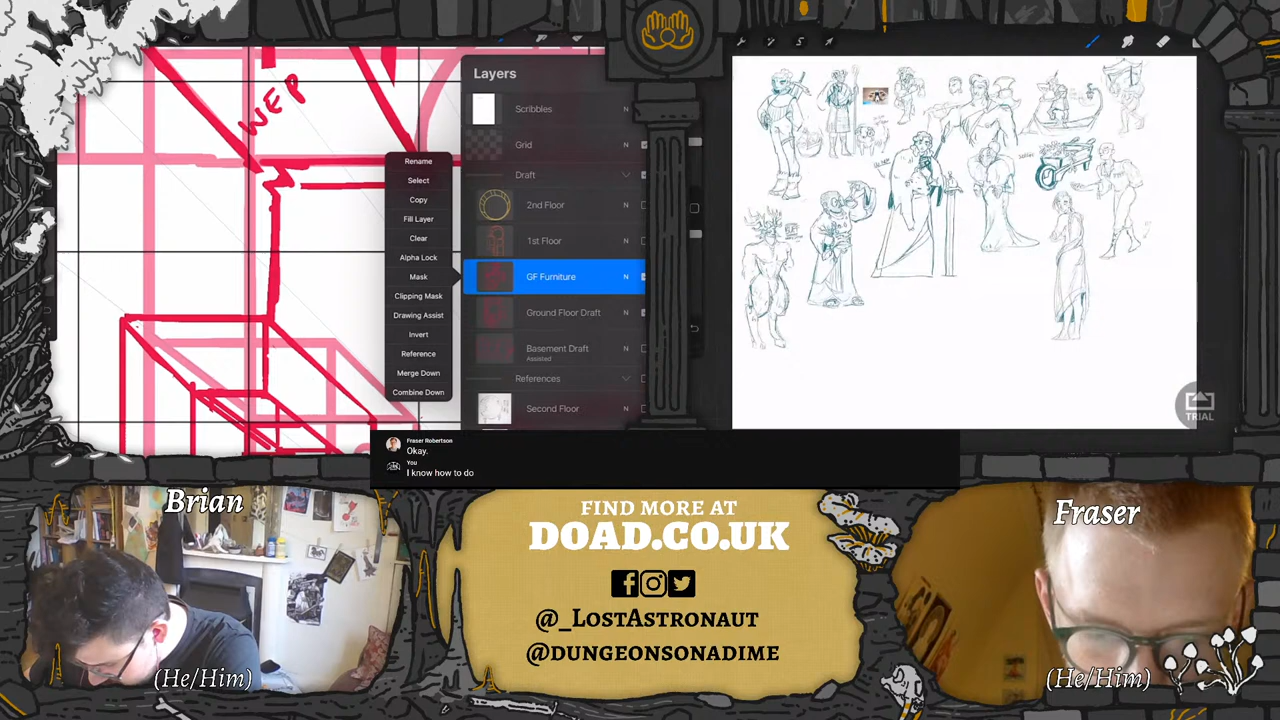 WEP
Layers
Scribbles N
Grid N
Draft
2nd Floor N
1st Floor N
GF Furniture N
Ground Floor Draft N
Basement Draft N
Assisted
References
Second Floor N
Rename
Select
Copy
Fill Layer
Clear
Alpha Lock
Mask
Clipping Mask
Drawing Assist
Invert
Reference
Merge Down
Combine Down
TRIAL
Fraser Robertson
Okay.
You
I know how to do
Brian
(He/Him)
FIND MORE AT
DOAD.CO.UK
@_LostAstronaut
@dungeonsonadime
Fraser
(He/Him)